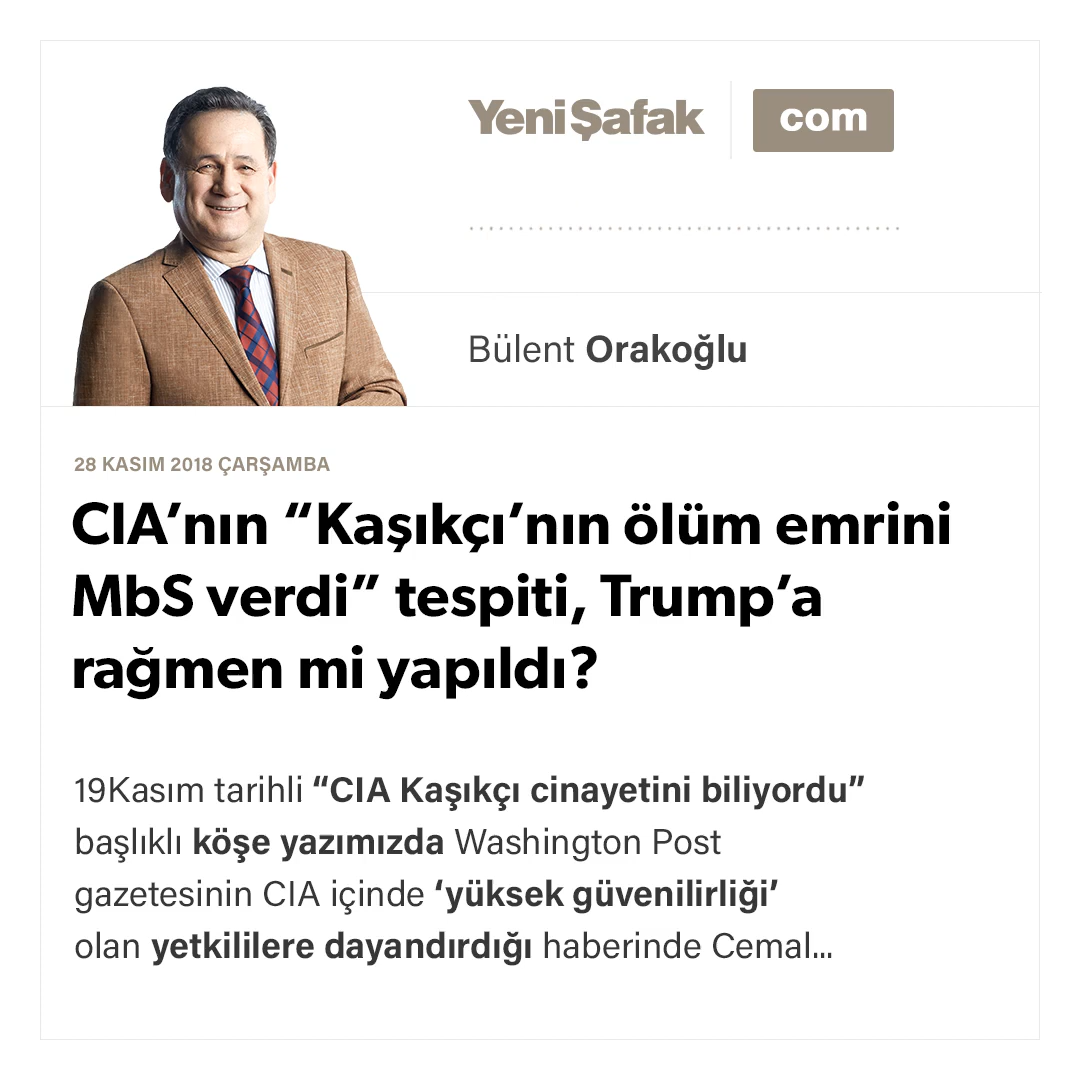 YeniŞafak com
Bülent Orakoğlu
28 KASIM 2018 ÇARŞAMBA
CIA’nın “Kaşıkçı’nın ölüm emrini
MbS verdi” tespiti, Trump’a
rağmen mi yapıldı?
19Kasım tarihli “CIA Kaşıkçı cinayetini biliyordu”
başlıklı köşe yazımızda Washington Post
gazetesinin CIA içinde ‘yüksek güvenilirliği’
olan yetkililere dayandırdığı haberinde Cemal...